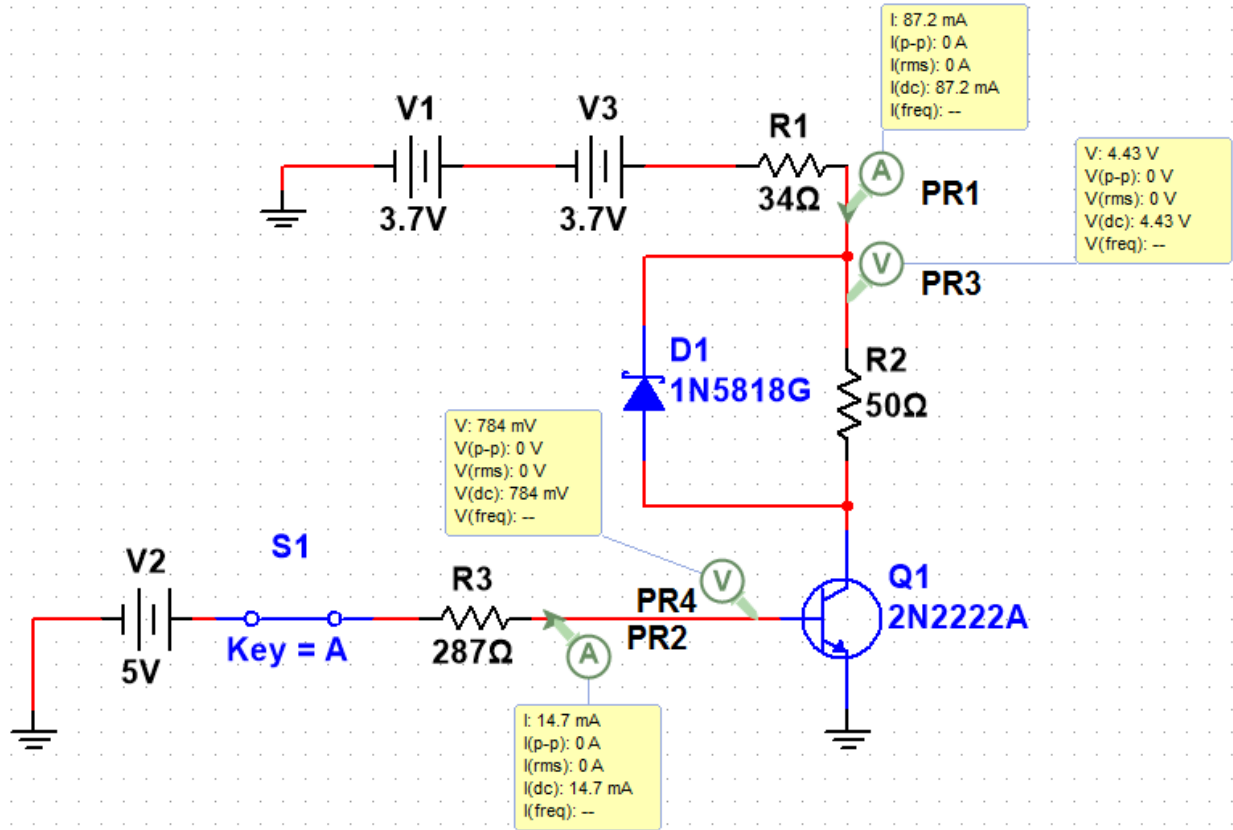 I: 87.2 mA
I(p-p): 0 A
I(rms): 0 A
I(dc): 87.2 mA
I(freq): --
V1
V3
R1
3.7V
3.7V
34Ω
A
PR1
V: 4.43 V
V(p-p): 0 V
V(rms): 0 V
V(dc): 4.43 V
V(freq): --
V
PR3
D1
1N5818G
R2
50Ω
V: 784 mV
V(p-p): 0 V
V(rms): 0 V
V(dc): 784 mV
V(freq): --
V2
5V
S1
Key = A
R3
287Ω
V
PR4
PR2
A
Q1
2N2222A
I: 14.7 mA
I(p-p): 0 A
I(rms): 0 A
I(dc): 14.7 mA
I(freq): --